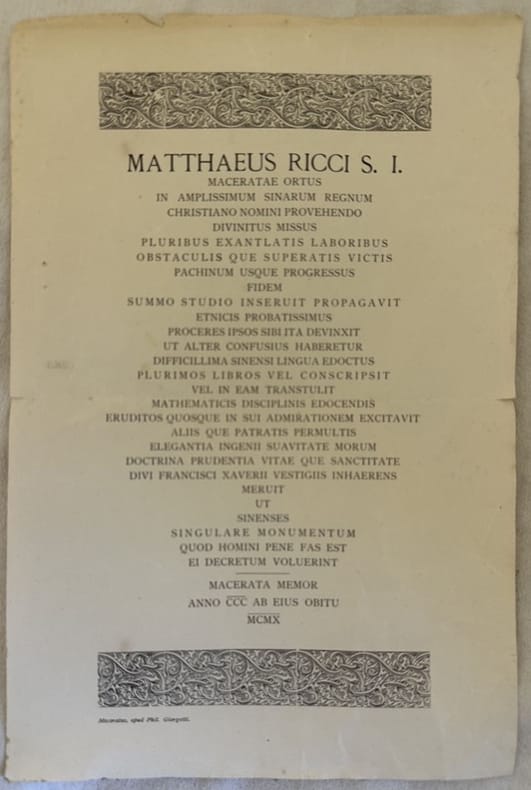 MATTHAEUS RICCI S. I.
MACERATAE ORTUS
IN AMPLISSIMUM SINARUM REGNUM
CHRISTIANO NOMINI PROVEHENDO
DIVINITUS MISSUS
PLURIBUS EXANTLATIS LABORIBUS
OBSTACULIS QUE SUPERATIS VICTIS
PACHINUM USQUE PROGRESSUS
FIDEM
SUMMO STUDIO INSERUIT PROPAGAVIT
ETNICIS PROBATISSIMUS
PROCERES IPSOS SIBI ITA DEVINXIT
UT ALTER CONFUSIUS HABERETUR
DIFFICILLIMA SINENSI LINGUA EDOCTUS
PLURIMOS LIBROS VEL CONSCRIPSIT
VEL IN EAM TRANSTULIT
MATHEMATICIS DISCIPLINIS EDOCENDIS
ERUDITOS QUOSQUE IN SUI ADMIRATIONEM EXCITAVIT
ALIIS QUE PATRATIS PERMULTIS
ELEGANTIA INGENII SUAVITATE MORUM
DOCTRINA PRUDENTIA VITAE QUE SANCTITATE
DIVI FRANCISCI XAVERII VESTIGIIS INHAERENS
MERUIT
UT
SINENSES
SINGULARE MONUMENTUM
QUOD HOMINI PENE FAS EST
EI DECRETUM VOLUERINT
MACERATA MEMOR
ANNO CCC AB EIUS OBITU
MCMX
Maceratae, apud Phil. Giorgetti.